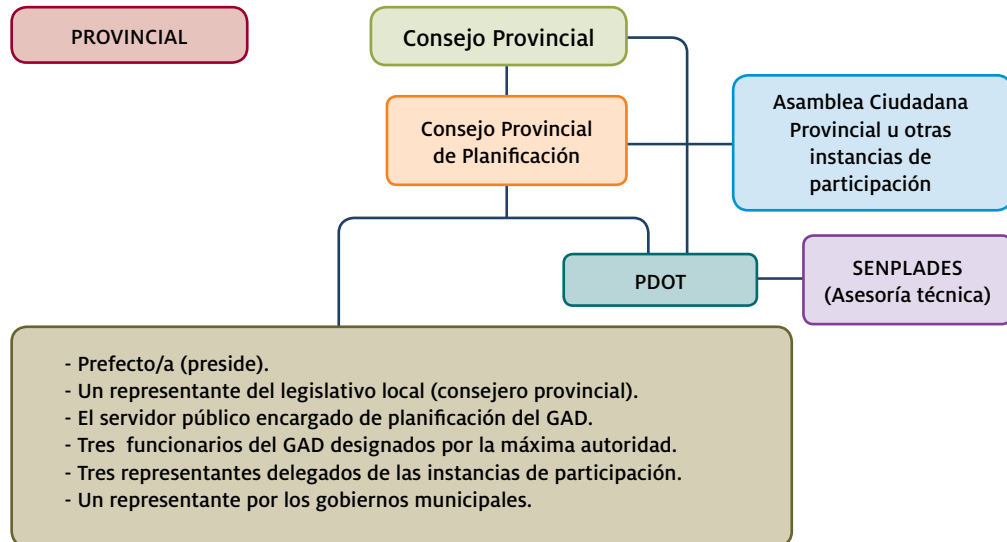 PROVINCIAL
Consejo Provincial
Consejo Provincial
de Planificación
Asamblea Ciudadana
Provincial u otras
instancias de
participación
PDOT
SENPLADES
(Asesoría técnica)
- Prefecto/a (preside).
- Un representante del legislativo local (consejero provincial).
- El servidor público encargado de planificación del GAD.
- Tres funcionarios del GAD designados por la máxima autoridad.
- Tres representantes delegados de las instancias de participación.
- Un representante por los gobiernos municipales.